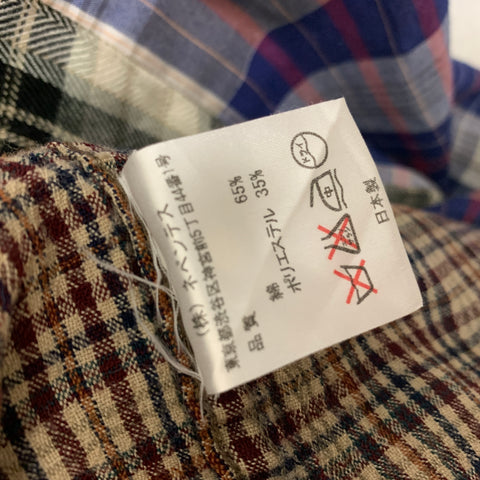 (株) ネペンテス
東京都渋谷区神宮前5丁目44番1号
品質
綿 65%
ポリエステル 35%
ドライ
中
日本製